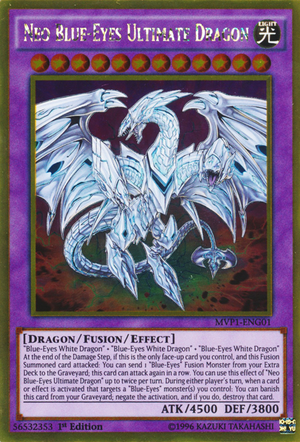 NEO BLUE-EYES ULTIMATE DRAGON
LIGHT
光
MVP1-ENG01
[DRAGON/FUSION/EFFECT]
"Blue-Eyes White Dragon" + "Blue-Eyes White Dragon" + "Blue-Eyes White Dragon"
At the end of the Damage Step, if this is the only face-up card you control, and this Fusion
Summoned card attacked: You can send 1 "Blue-Eyes" Fusion Monster from your Extra
Deck to the Graveyard; this card can attack again in a row. You can use this effect of "Neo
Blue-Eyes Ultimate Dragon" up to twice per turn. During either player's turn, when a card
or effect is activated that targets a "Blue-Eyes" monster(s) you control: You can banish
this card from your Graveyard; negate the activation, and if you do, destroy that card.
ATK/4500 DEF/3800
56532353 1st Edition ©1996 KAZUKI TAKAHASHI